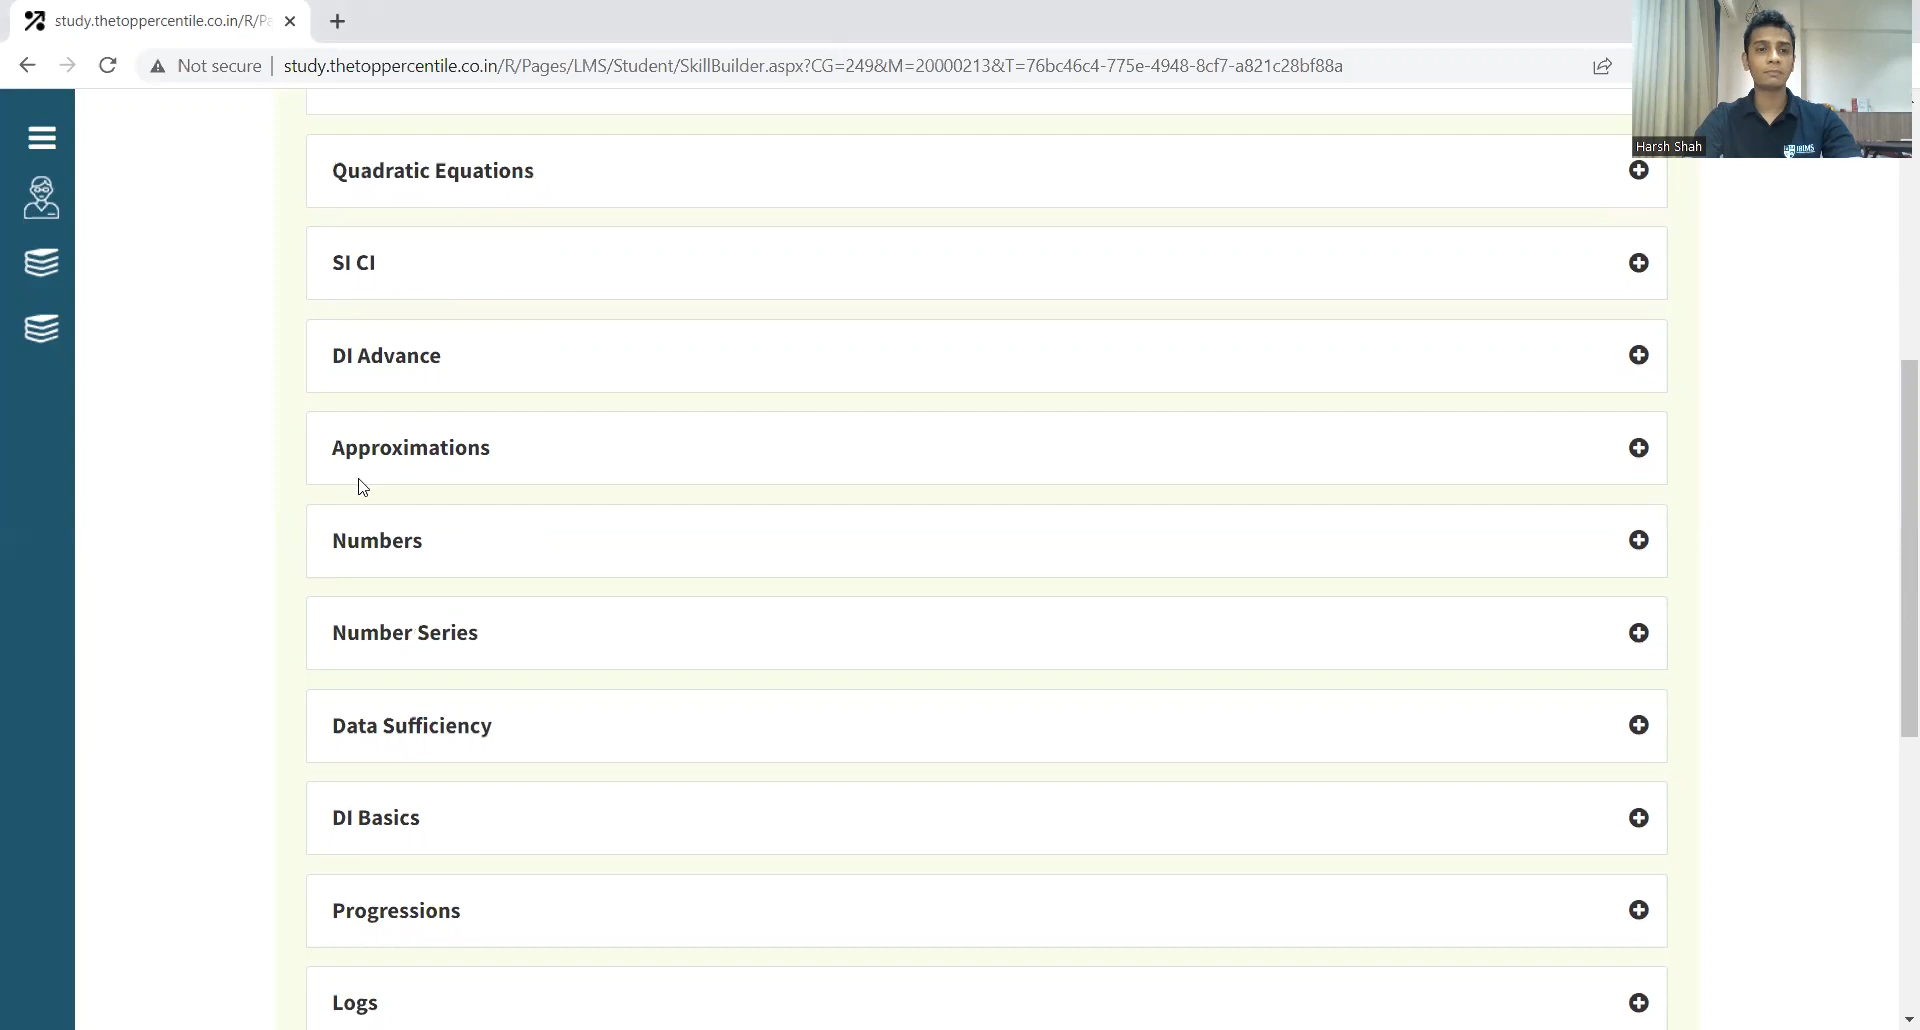 study.thetoppercentile.co.in/R/Pa
Not secure | study.thetoppercentile.co.in/R/Pages/LMS/Student/SkillBuilder.aspx?CG=249&M=20000213&T=76bc46c4-775e-4948-8cf7-a821c28bf88a
Harsh Shah
Quadratic Equations
SI CI
DI Advance
Approximations
Numbers
Number Series
Data Sufficiency
DI Basics
Progressions
Logs